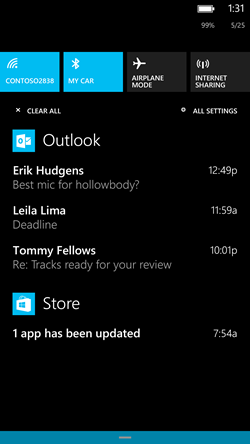 1:31
99% 5/25
CONTOSO2838 MY CAR AIRPLANE MODE INTERNET SHARING
CLEAR ALL ALL SETTINGS
Outlook
Erik Hudgens 12:49p
Best mic for hollowbody?
Leila Lima 11:59a
Deadline
Tommy Fellows 10:01p
Re: Tracks ready for your review
Store
1 app has been updated 7:54a